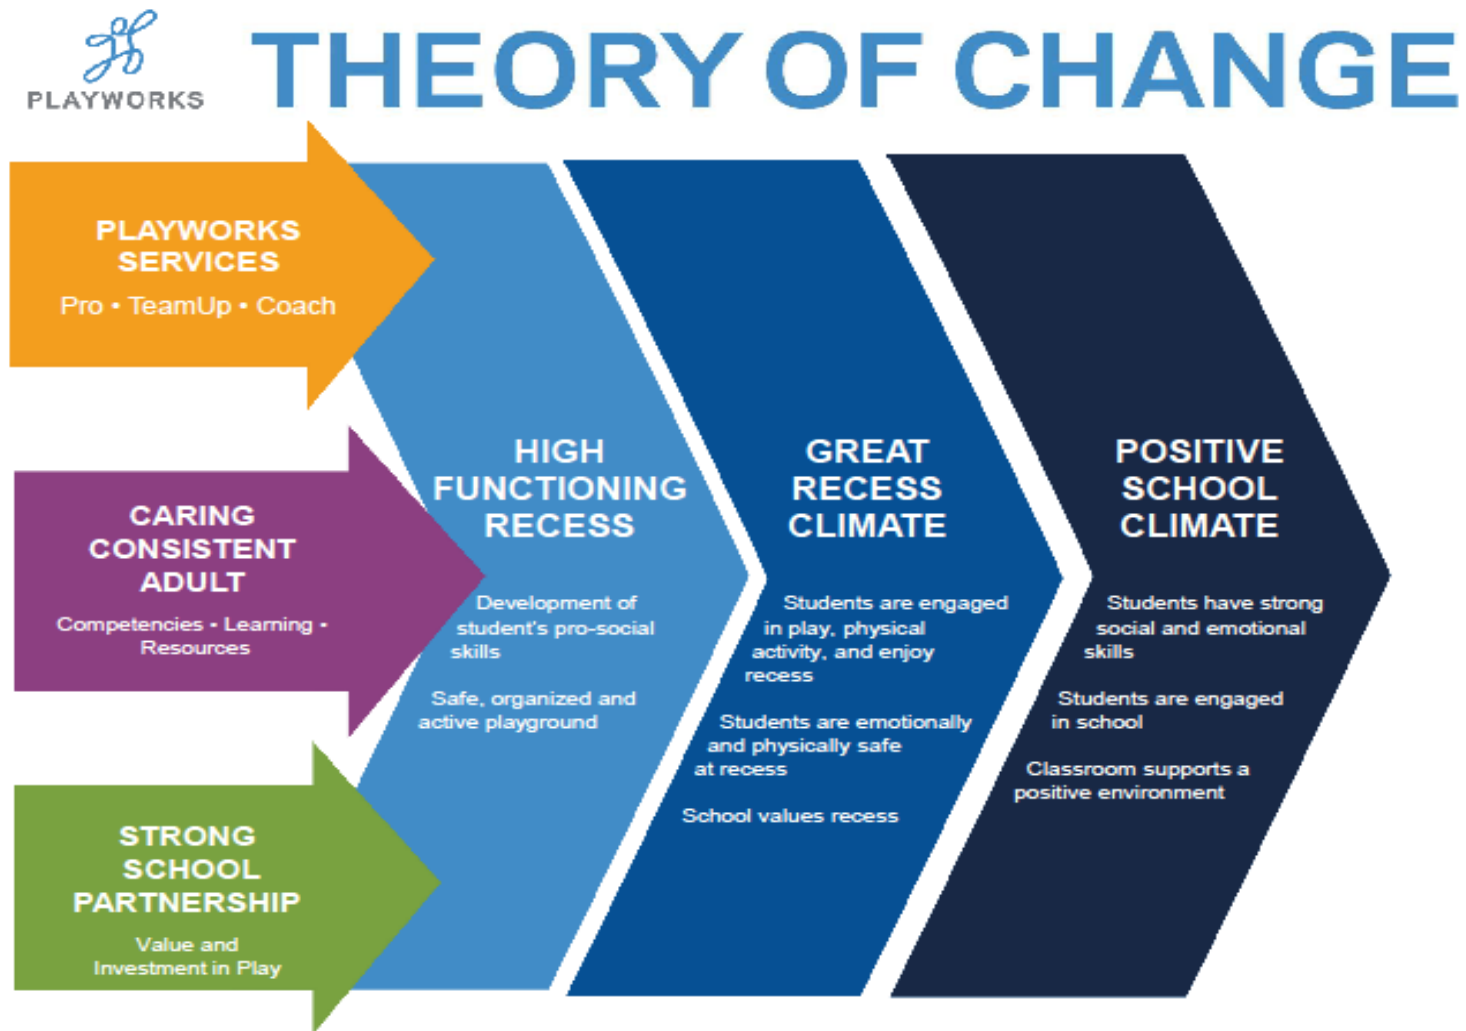 PLAYWORKS
THEORY OF CHANGE
PLAYWORKS
SERVICES
Pro • TeamUp • Coach
CARING
CONSISTENT
ADULT
Competencies • Learning •
Resources
STRONG
SCHOOL
PARTNERSHIP
Value and
Investment in Play
HIGH
FUNCTIONING
RECESS
Development of
student's pro-social
skills
Safe, organized and
active playground
GREAT
RECESS
CLIMATE
Students are engaged
in play, physical
activity, and enjoy
recess
Students are emotionally
and physically safe
at recess
School values recess
POSITIVE
SCHOOL
CLIMATE
Students have strong
social and emotional
skills
Students are engaged
in school
Classroom supports a
positive environment